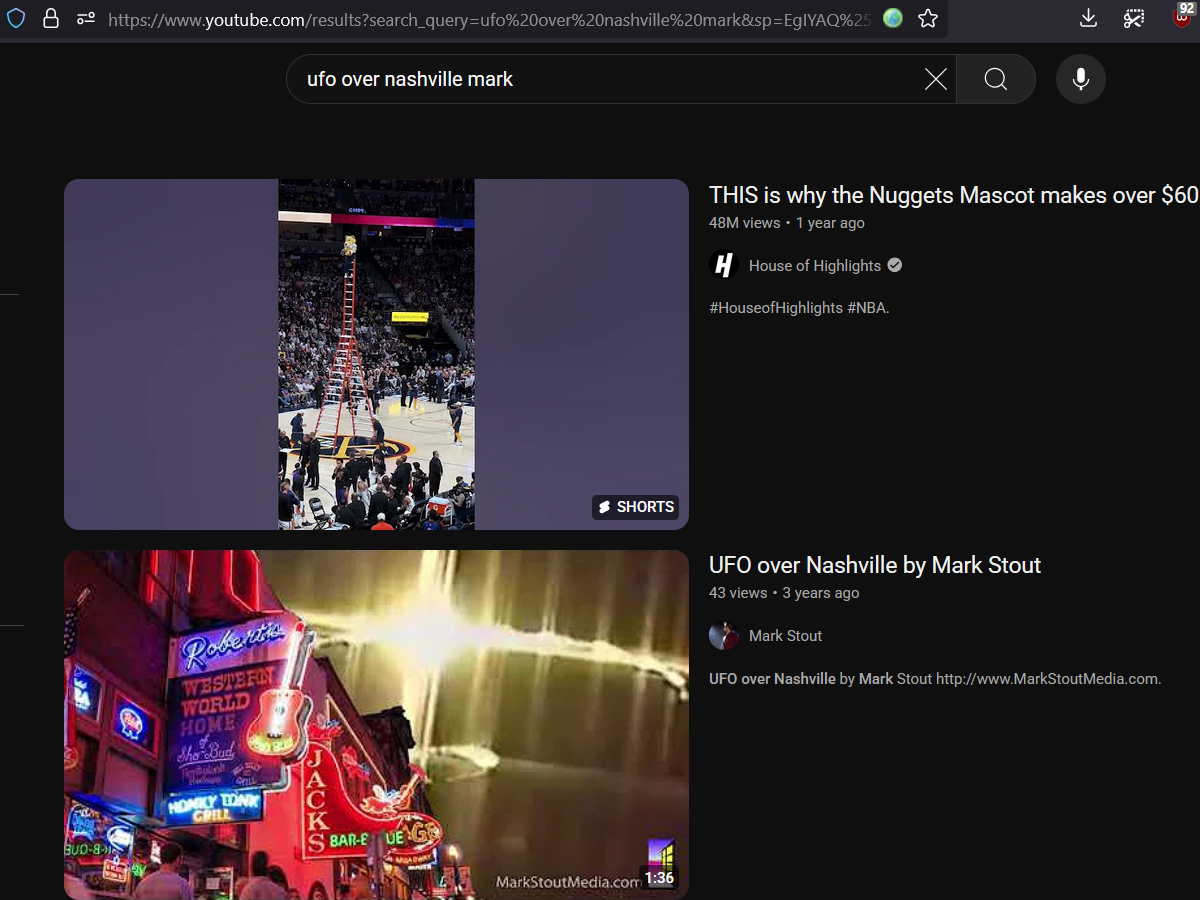 https://www.youtube.com/results?search_query=ufo%20over%20nashville%20mark&sp=EgIYAQ%25
92
ufo over nashville mark
THIS is why the Nuggets Mascot makes over $60
48M views • 1 year ago
H House of Highlights
#HouseofHighlights #NBA.
SHORTS
UFO over Nashville by Mark Stout
43 views • 3 years ago
Mark Stout
UFO over Nashville by Mark Stout http://www.MarkStoutMedia.com.
Robert's
WESTERN
WORLD
HOME
of
Sho-Bud
HONKY TONK
GRILL
JACKS
BAR-B-QUE
BROADWAY
MarkStoutMedia.com
1:36